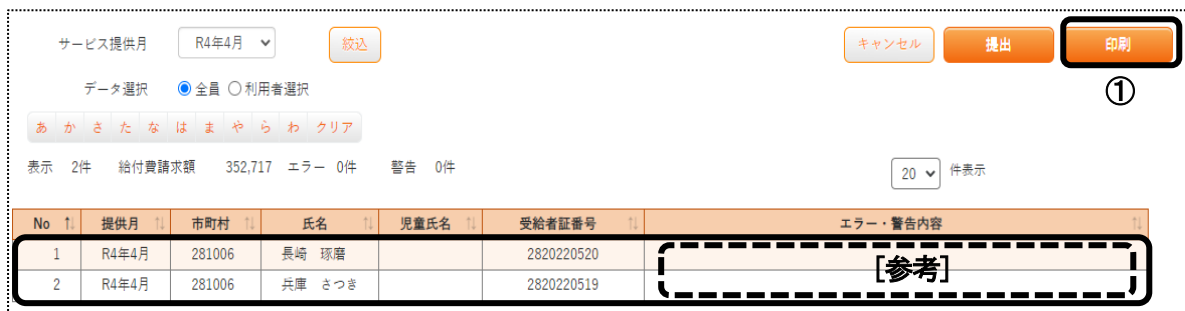 サービス提供月 R4年4月 絞込 キャンセル 提出 印刷
データ選択 全員 利用者選択 ①
あ か さ た な は ま や ら わ クリア
表示 2件 給付費請求額 352,717 エラー 0件 警告 0件 20 件表示
No 提供月 市町村 氏名 児童氏名 受給者証番号 エラー・警告内容
1 R4年4月 281006 長崎 琢磨 2820220520
[参考]
2 R4年4月 281006 兵庫 さつき 2820220519